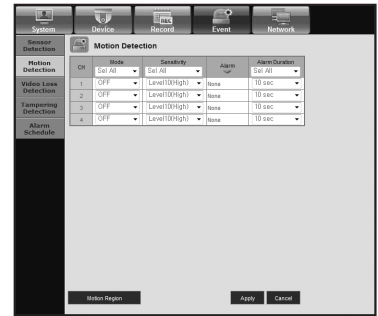 REC
System Device Record Event Network
Sensor Detection
Motion Detection
Video Loss Detection
Tampering Detection
Alarm Schedule
Motion Detection
CH Mode Sensitivity Alarm Alarm Duration
Sel All Sel All Sel All
1 OFF Level10(High) None 10 sec
2 OFF Level10(High) None 10 sec
3 OFF Level10(High) None 10 sec
4 OFF Level10(High) None 10 sec
Motion Region Apply Cancel